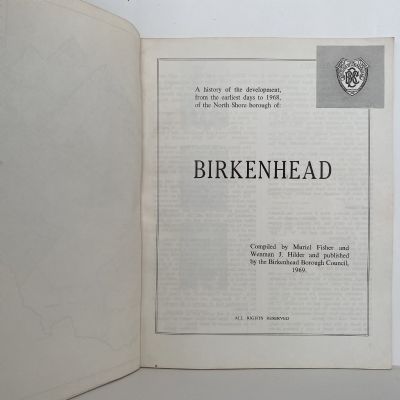 A history of the development,
from the earliest days to 1968,
of the North Shore borough of:
BIRKENHEAD
Compiled by Muriel Fisher and
Wenman J. Hilder and published
by the Birkenhead Borough Council,
1969.
ALL RIGHTS RESERVED